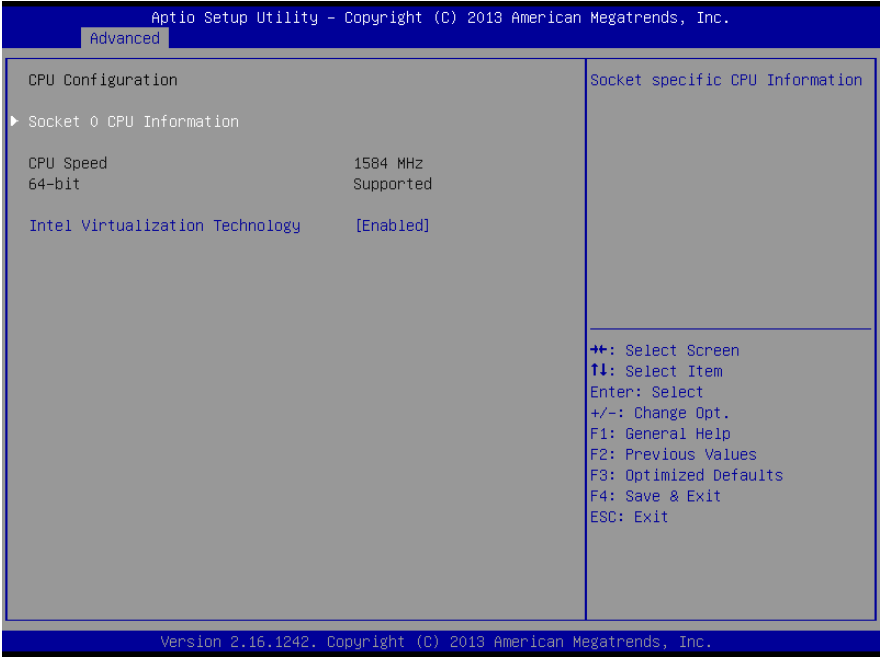 Aptio Setup Utility – Copyright (C) 2013 American Megatrends, Inc.
Advanced
CPU Configuration
Socket 0 CPU Information
CPU Speed 1584 MHz
64-bit Supported
Intel Virtualization Technology [Enabled]
Socket specific CPU Information
→←: Select Screen
↑↓: Select Item
Enter: Select
+/-: Change Opt.
F1: General Help
F2: Previous Values
F3: Optimized Defaults
F4: Save & Exit
ESC: Exit
Version 2.16.1242. Copyright (C) 2013 American Megatrends, Inc.